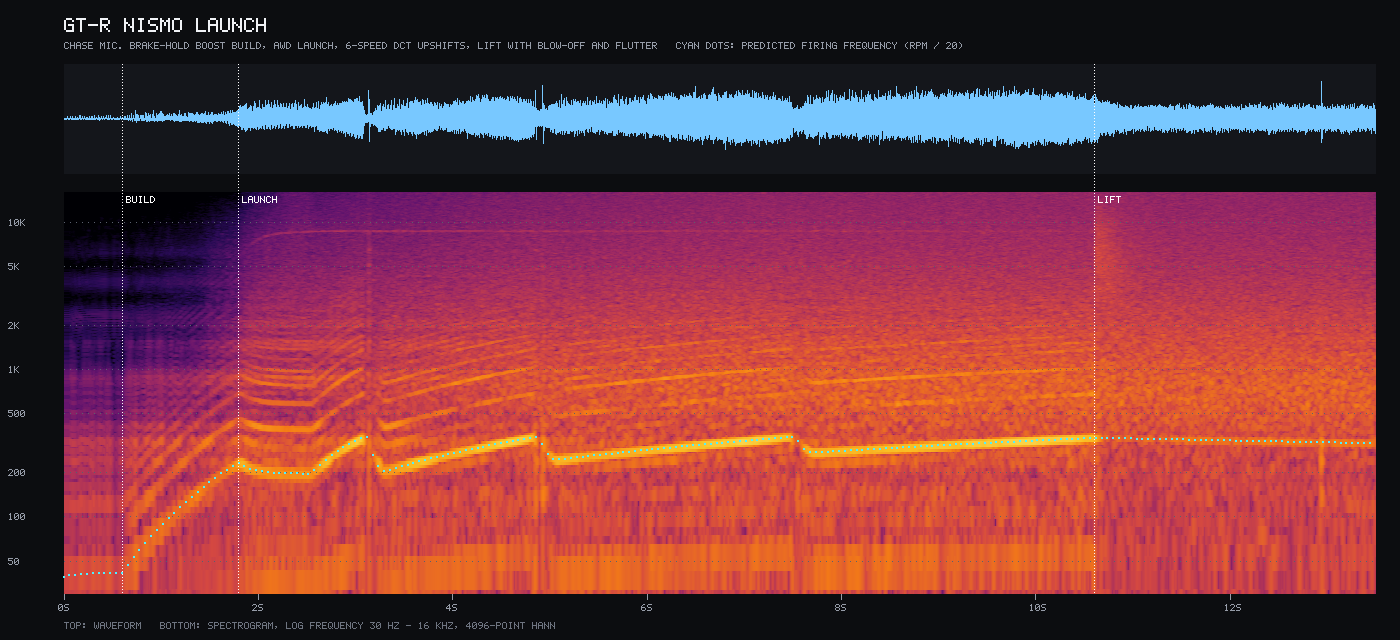 GT-R NISMO LAUNCH
CHASE MIC. BRAKE-HOLD BOOST BUILD, AWD LAUNCH, 6-SPEED DCT UPSHIFTS, LIFT WITH BLOW-OFF AND FLUTTER   CYAN DOTS: PREDICTED FIRING FREQUENCY (RPM / 20)
BUILD
LAUNCH
LIFT
10K
5K
2K
1K
500
200
100
50
0S
2S
4S
6S
8S
10S
12S
TOP: WAVEFORM   BOTTOM: SPECTROGRAM, LOG FREQUENCY 30 HZ - 16 KHZ, 4096-POINT HANN